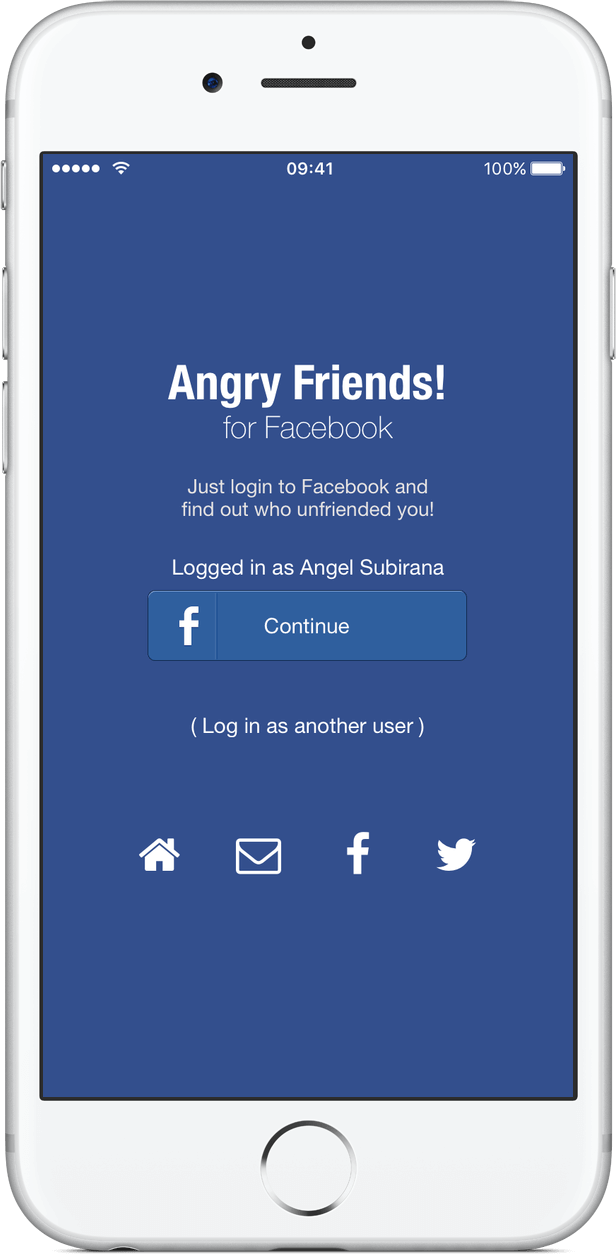 09:41
100%
Angry Friends!
for Facebook
Just login to Facebook and
find out who unfriended you!
Logged in as Angel Subirana
f Continue
( Log in as another user )
f